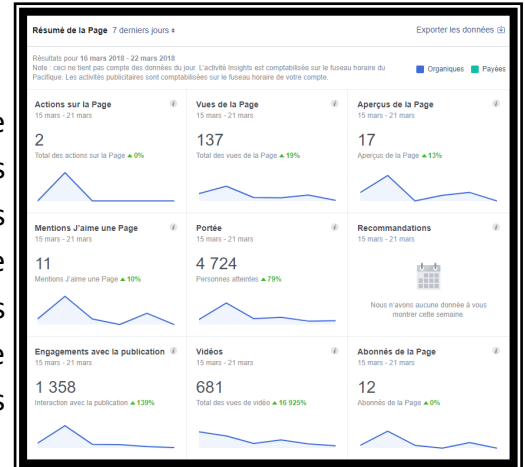 Résumé de la Page 7 derniers jours
Exporter les données
Résultats pour 16 mars 2018 - 22 mars 2018
Note : ceci ne tient pas compte des données du jour. L'activité Insights est comptabilisée sur le fuseau horaire du
Pacifique. Les activités publicitaires sont comptabilisées sur le fuseau horaire de votre compte.
Organiques Payées
Actions sur la Page
15 mars - 21 mars
2
Total des actions sur la Page ▲ 0%
Vues de la Page
15 mars - 21 mars
137
Total des vues de la Page ▲ 19%
Aperçus de la Page
15 mars - 21 mars
17
Aperçus de Page ▲ 13%
Mentions J'aime une Page
15 mars - 21 mars
11
Mentions J'aime une Page ▲ 10%
Portée
15 mars - 21 mars
4 724
Personnes atteintes ▲ 79%
Recommandations
15 mars - 21 mars
Nous n'avons aucune donnée à vous
montrer cette semaine.
Engagements avec la publication
15 mars - 21 mars
1 358
Interaction avec la publication ▲ 139%
Vidéos
15 mars - 21 mars
681
Total des vues de vidéo ▲ 16 925%
Abonnés de la Page
15 mars - 21 mars
12
Abonnés de la Page ▲ 0%